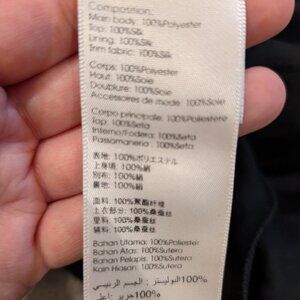 Composition:
Main body: 100%Polyester
Top: 100%Silk
Lining: 100%Silk
Trim fabric: 100%Silk
Corps: 100%Polyester
Haut: 100%Soie
Doublure: 100%Soie
Accessoires de mode: 100%Soie
Corpo principale: 100%Poliestere
Top: 100%Seta
Interno/Fodera: 100%Seta
Passamaneria : 100%Seta
表地: 100%ポリエステル
上身頃: 100%絹
別布: 100%絹
裏地: 100%絹
面料: 100%聚酯纤维
上衣部分: 100%桑蚕丝
里料: 100%桑蚕丝
辅料: 100%桑蚕丝
Bahan Utama: 100%Poliester
Bahan Atas: 100%Sutera
Bahan Pelapis: 100%Sutera
Kain Hiasan: 100%Sutera
100% البوليستر : الجسم الرئيسي
100% حرير : اعلى